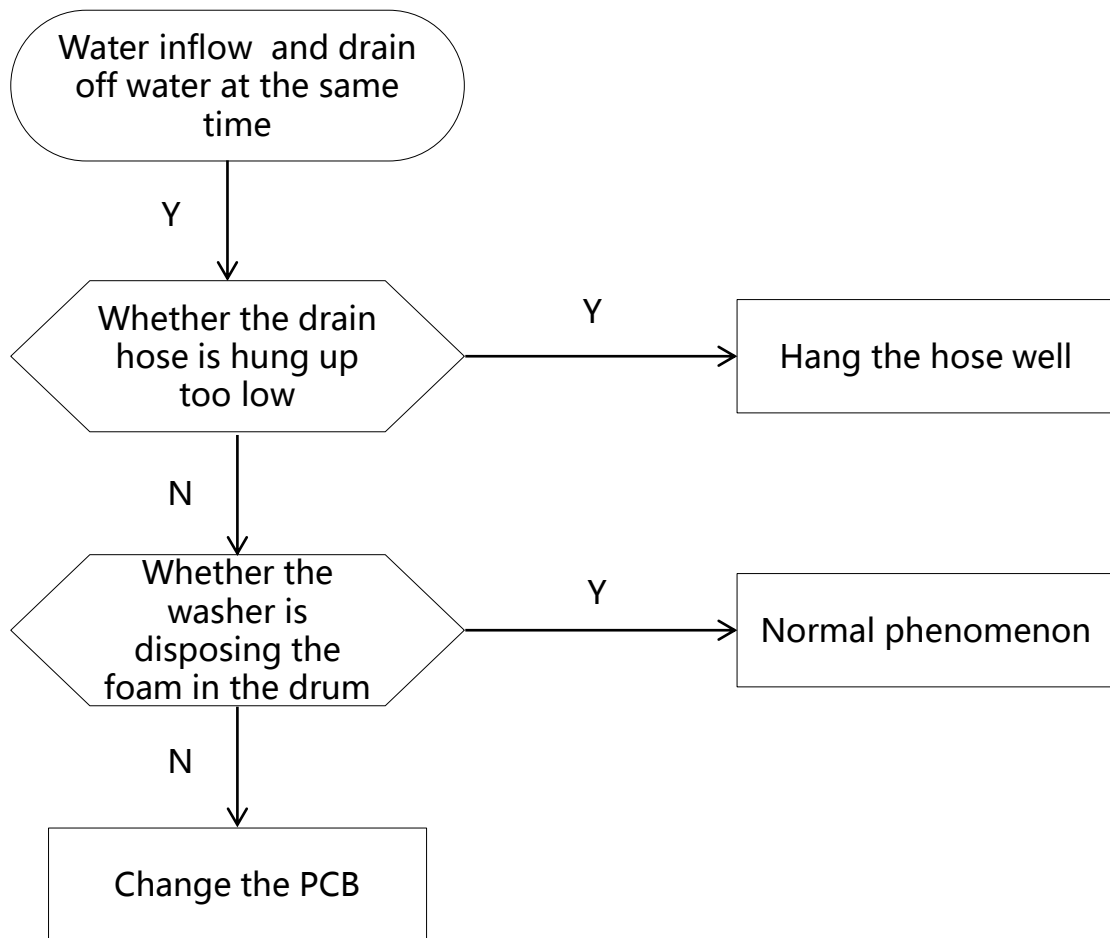 Water inflow  and drain
off water at the same
time
Y
Whether the drain
hose is hung up
too low
Y
Hang the hose well
N
Whether the
washer is
disposing the
foam in the drum
Y
Normal phenomenon
N
Change the PCB